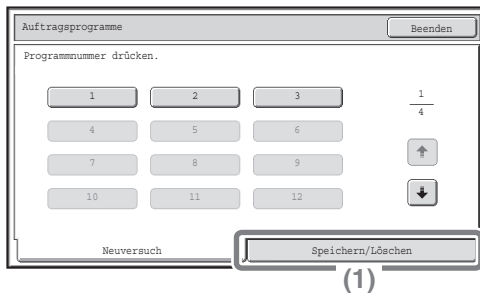 Auftragsprogramme Beenden
Programmnummer drücken.
1 2 3 1
4 5 6 4
7 8 9
10 11 12
Neuversuch Speichern/Löschen
(1)